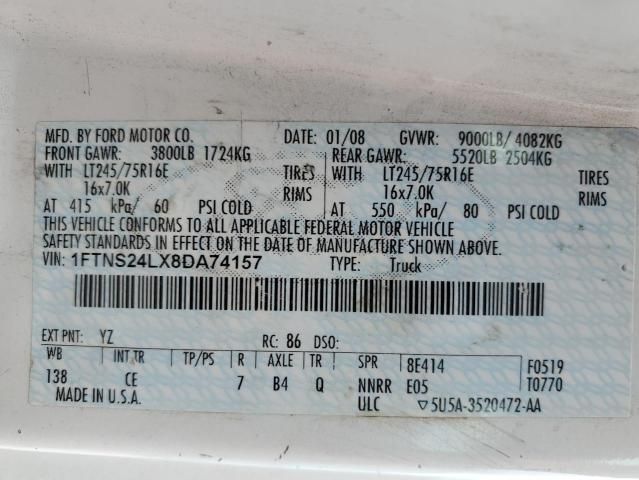 MFD. BY FORD MOTOR CO. DATE: 01/08 GVWR: 9000LB/ 4082KG
FRONT GAWR: 3800LB 1724KG REAR GAWR: 5520LB 2504KG
WITH LT245/75R16E TIRES WITH LT245/75R16E TIRES
16x7.0K RIMS 16x7.0K RIMS
AT 415 kPa/ 60 PSI COLD AT 550 kPa/ 80 PSI COLD
THIS VEHICLE CONFORMS TO ALL APPLICABLE FEDERAL MOTOR VEHICLE
SAFETY STANDARDS IN EFFECT ON THE DATE OF MANUFACTURE SHOWN ABOVE.
VIN: 1FTNS24LX8DA74157 TYPE: Truck
EXT PNT: YZ RC: 86 DSO:
WB INT TR TP/PS R AXLE TR SPR 8E414 F0519
138 CE 7 B4 Q NNRR E05 T0770
MADE IN U.S.A. ULC ▽5U5A-3520472-AA